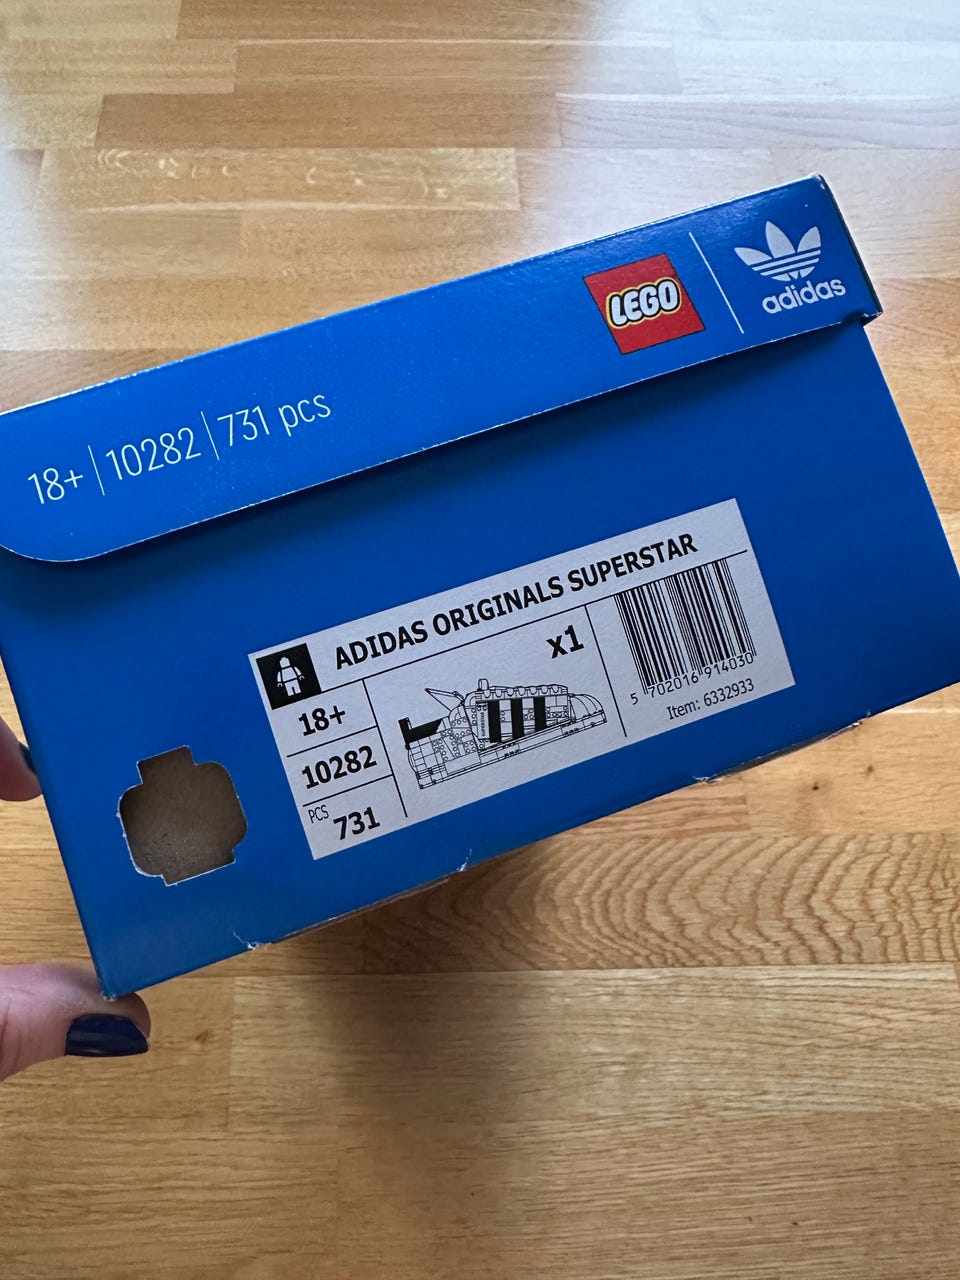 LEGO
adidas
18+ | 10282 | 731 pcs
ADIDAS ORIGINALS SUPERSTAR
18+
x1
10282
PCS 731
5 702016 914030
Item: 6332933